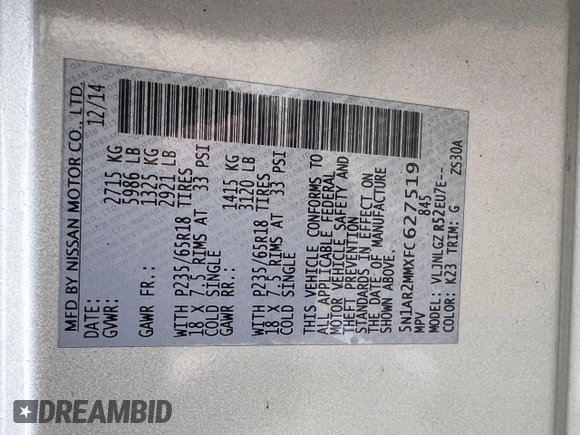 MFD BY NISSAN MOTOR CO., LTD.
DATE: 12/14
GVWR: 2715 KG
5986 LB
GAWR FR.: 1325 KG
2921 LB
WITH P235/65R18 TIRES
18 X 7.5 RIMS AT 33 PSI
COLD SINGLE
GAWR RR.: 1415 KG
3120 LB
WITH P235/65R18 TIRES
18 X 7.5 RIMS AT 33 PSI
COLD SINGLE
THIS VEHICLE CONFORMS TO
ALL APPLICABLE FEDERAL
MOTOR VEHICLE SAFETY AND
THEFT PREVENTION
STANDARDS IN EFFECT ON
THE DATE OF MANUFACTURE
SHOWN ABOVE.
5N1AR2MMXFC627519
MPV 845
MODEL: VLJNLGZ R52EU7E--
COLOR: K23 TRIM: G ZS30A
DREAMBID